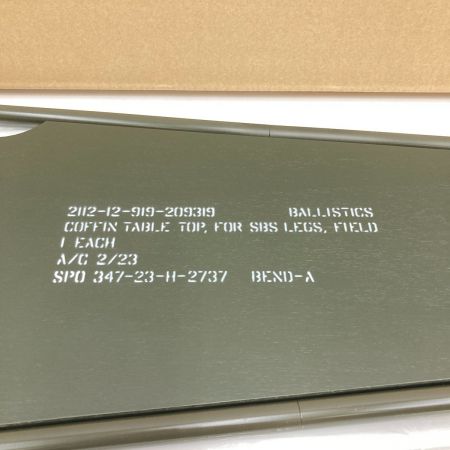 2112-12-919-209319 BALLISTICS
COFFIN TABLE TOP, FOR SBS LEGS, FIELD
1 EACH
A/C 2/23
SPO 347-23-H-2737 BEND-A